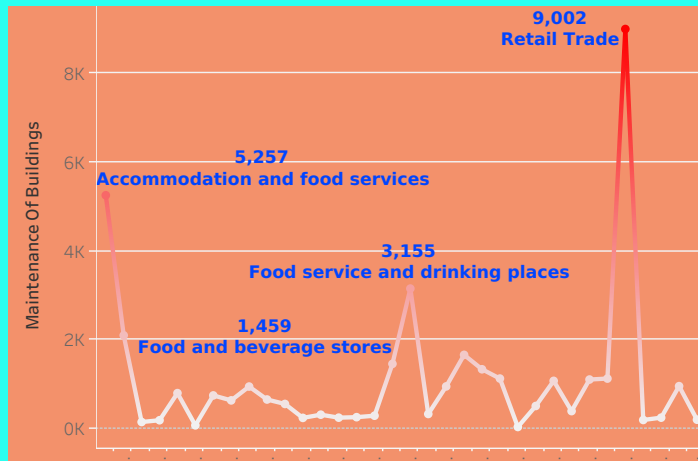 9,002
Retail Trade
8K
5,257
6K
Accommodation and food services
3,155
4K
Food service and drinking places
1,459
2K
Food and beverage stores
0K
Maintenance Of Buildings